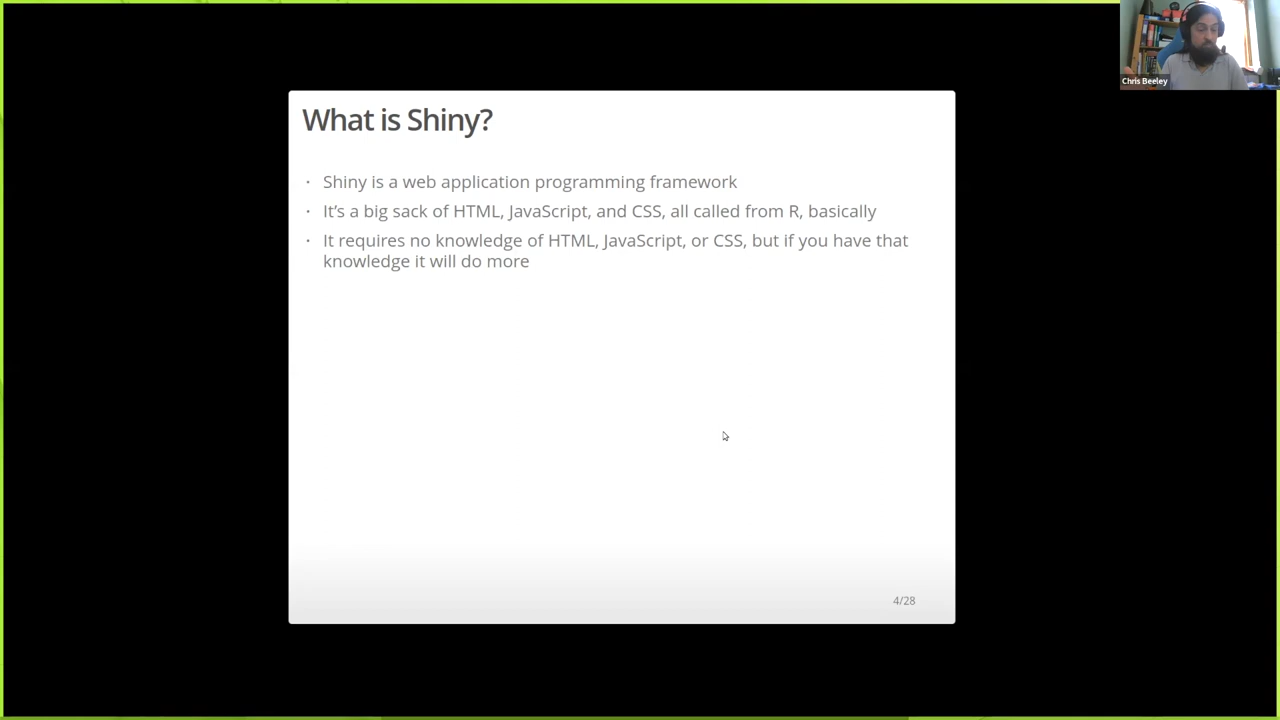 Chris Beeley
What is Shiny?
· Shiny is a web application programming framework
· It's a big sack of HTML, JavaScript, and CSS, all called from R, basically
· It requires no knowledge of HTML, JavaScript, or CSS, but if you have that
knowledge it will do more
4/28